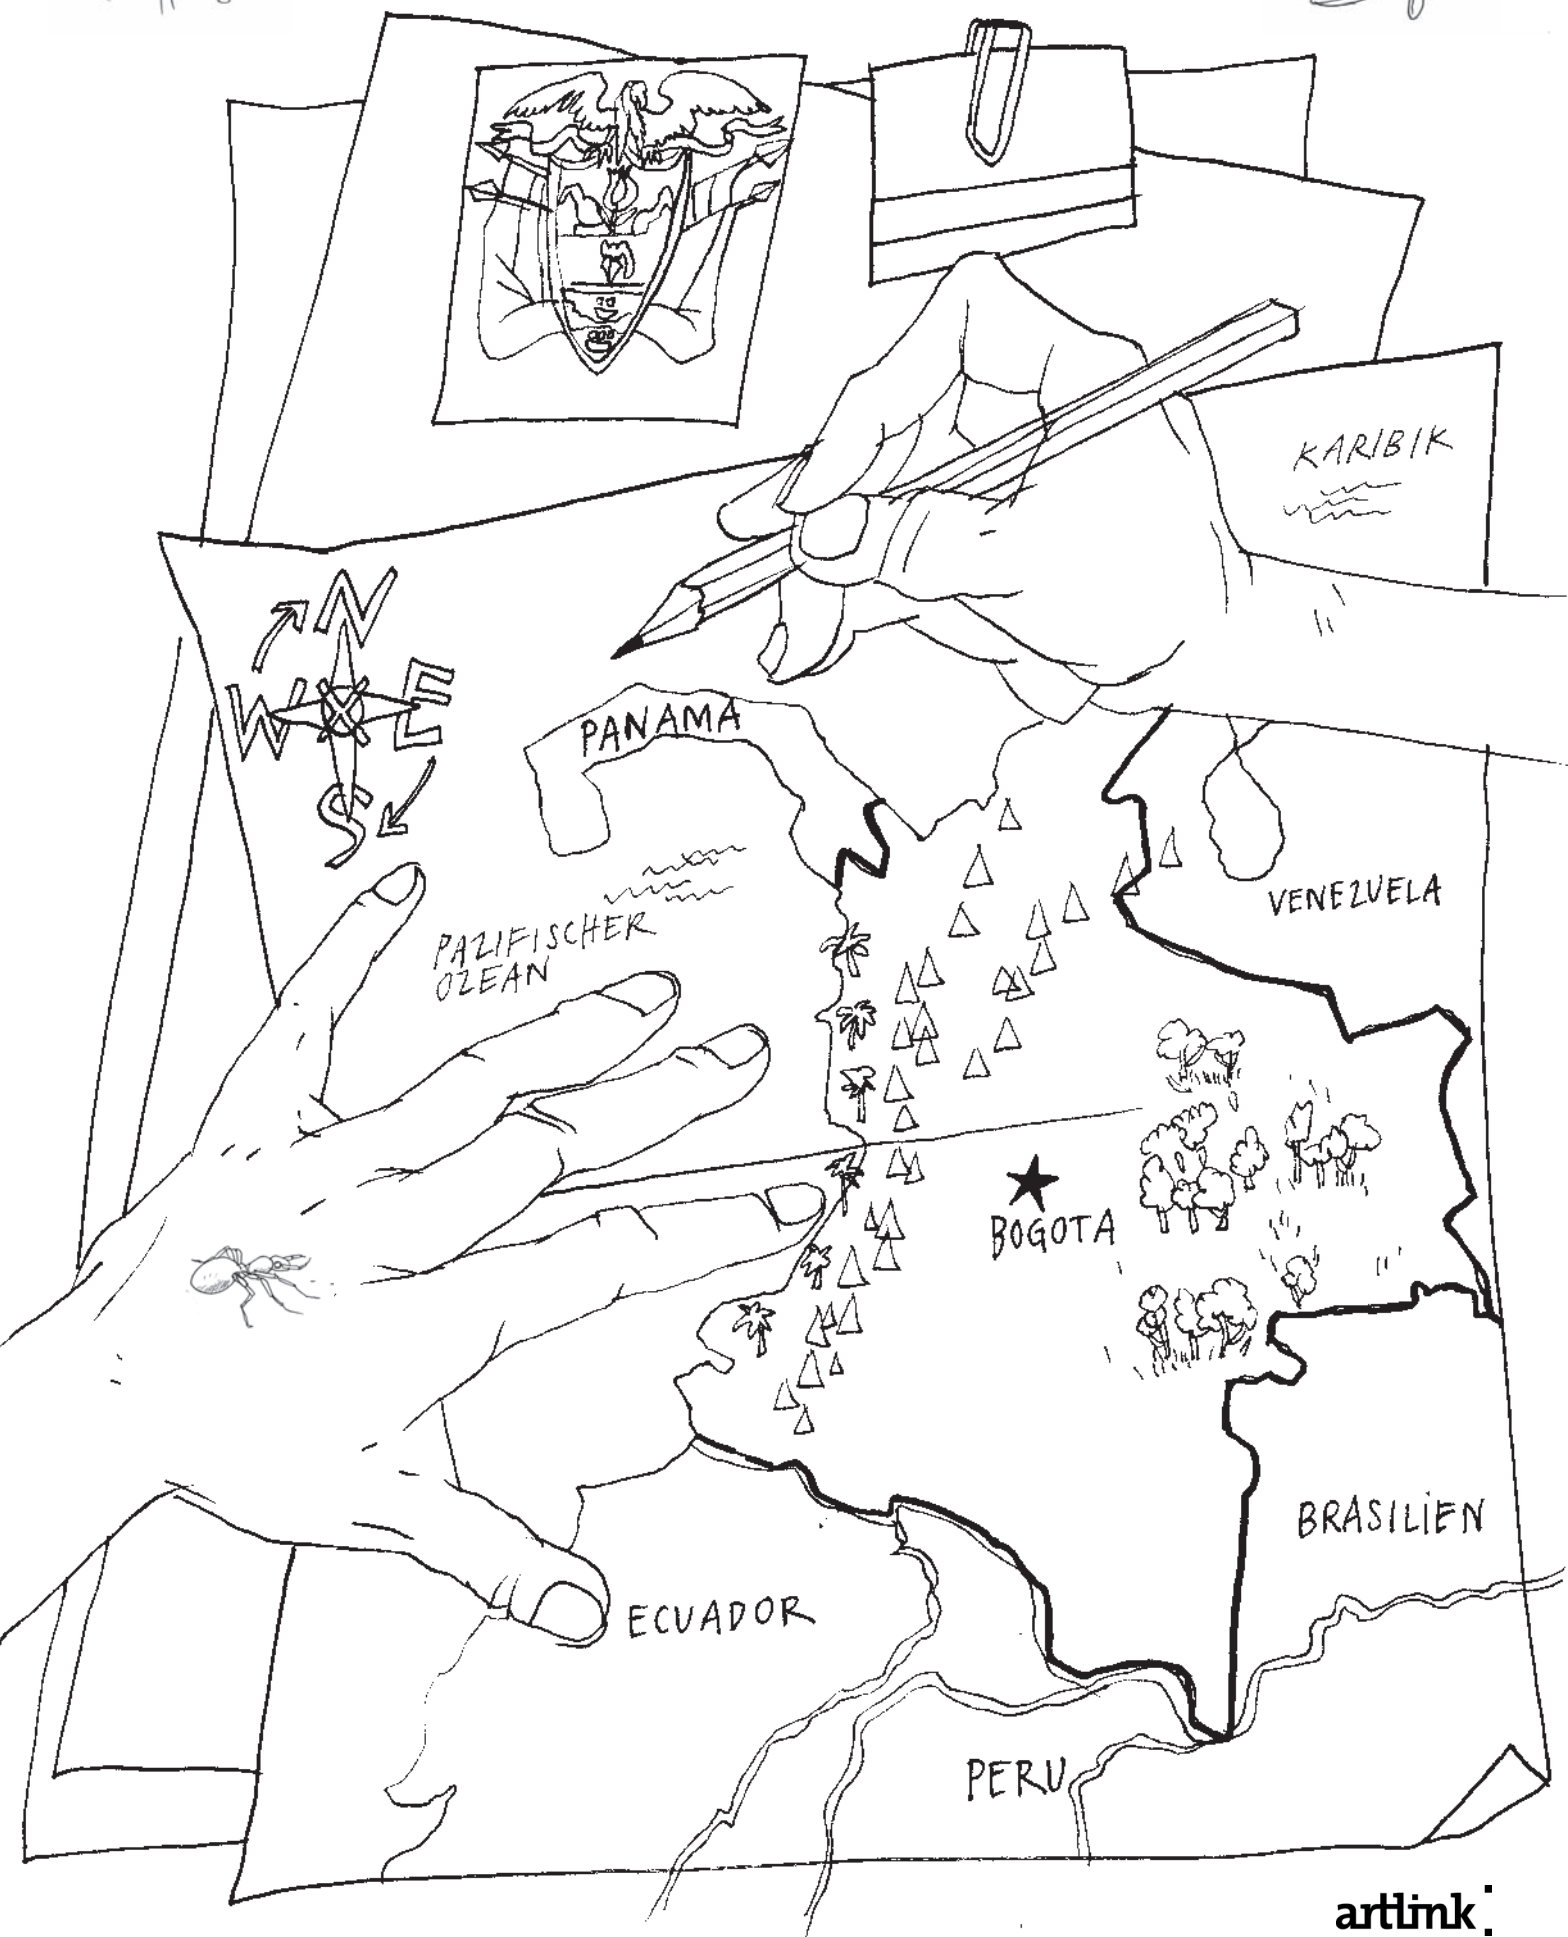 KARIBIK
N
W E
S
PANAMA
VENEZUELA
PAZIFISCHER
OZEAN
BOGOTA
BRASILIEN
ECUADOR
PERU
artlink